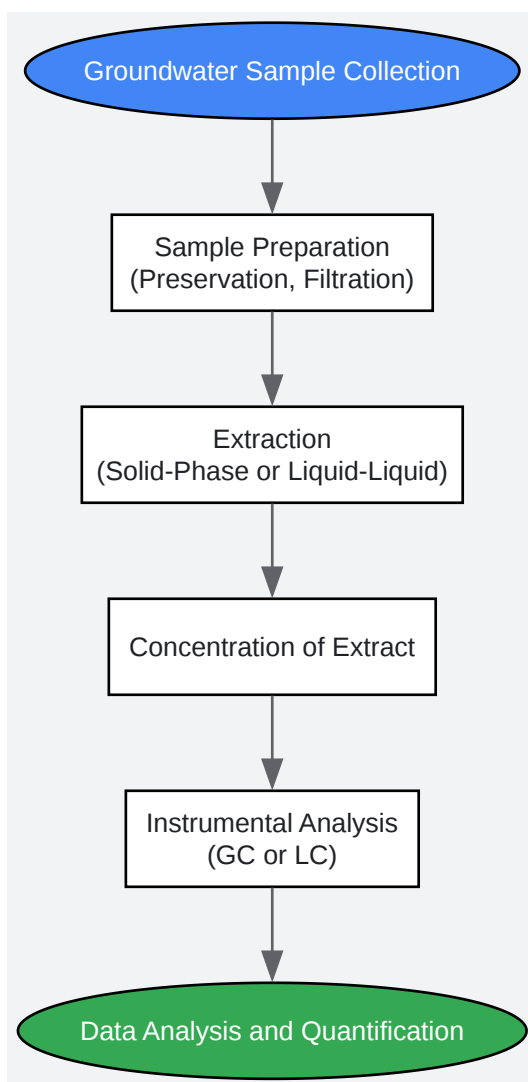 Groundwater Sample Collection
Sample Preparation
(Preservation, Filtration)
Extraction
(Solid-Phase or Liquid-Liquid)
Concentration of Extract
Instrumental Analysis
(GC or LC)
Data Analysis and Quantification